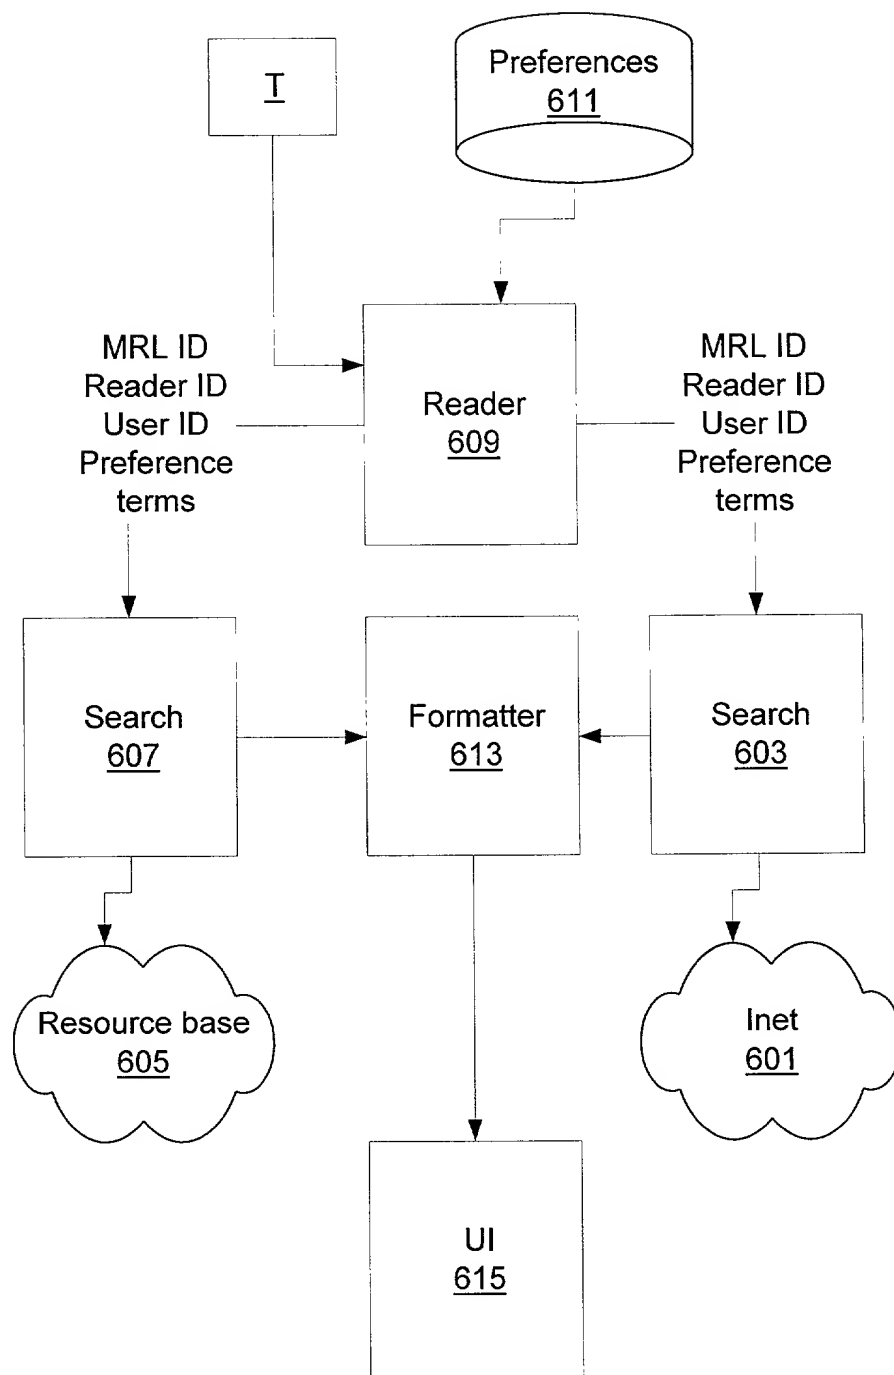 T
Preferences
611
MRL ID
Reader ID
User ID
Preference
terms
Reader
609
MRL ID
Reader ID
User ID
Preference
terms
Search
607
Formatter
613
Search
603
Resource base
605
Inet
601
UI
615